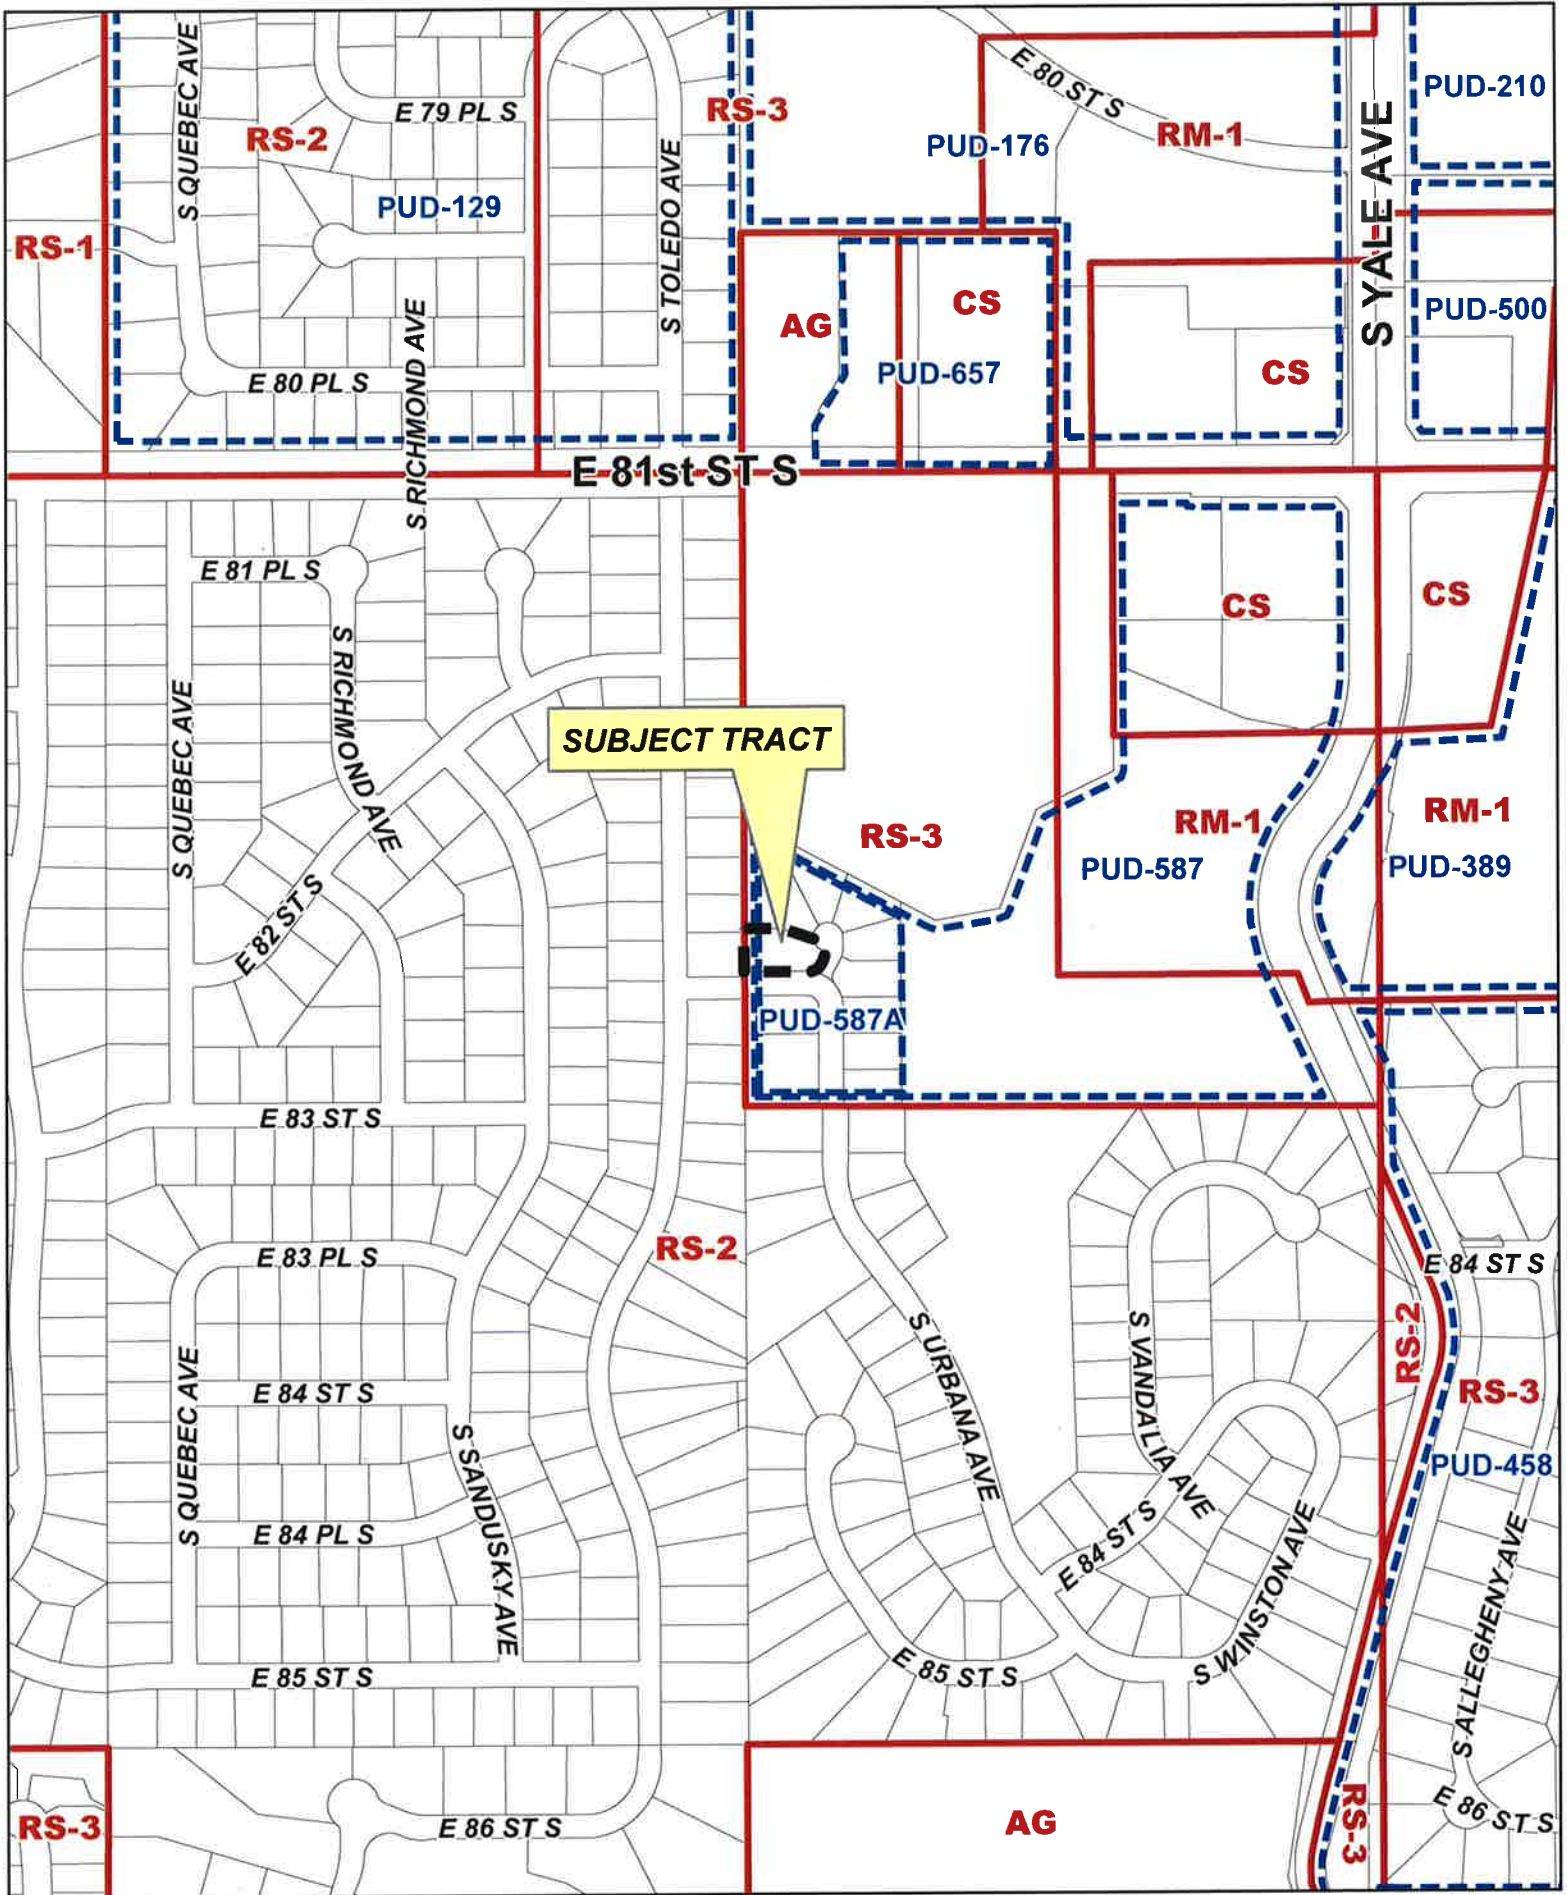 S QUEBEC AVE
E 79 PL S
RS-2
PUD-129
RS-1
S TOLEDO AVE
RS-3
E 80 ST S
PUD-176
RM-1
S YALE AVE
PUD-210
AG
CS
PUD-657
CS
PUD-500
E 80 PL S
S RICHMOND AVE
E 81st ST S
E 81 PL S
S RICHMOND AVE
S QUEBEC AVE
CS
CS
SUBJECT TRACT
RS-3
RM-1
PUD-587
RM-1
PUD-389
E 82 ST S
PUD-587A
E 83 ST S
E 83 PL S
RS-2
E 84 ST S
S URBANA AVE
S VANDALIA AVE
RS-2
RS-3
S QUEBEC AVE
E 84 ST S
S SANDUSKY AVE
PUD-458
E 84 PL S
E 84 ST S
S WINSTON AVE
S ALLEGHENY AVE
E 85 ST S
E 85 ST S
RS-3
E 86 ST S
AG
RS-3
E 86 ST S